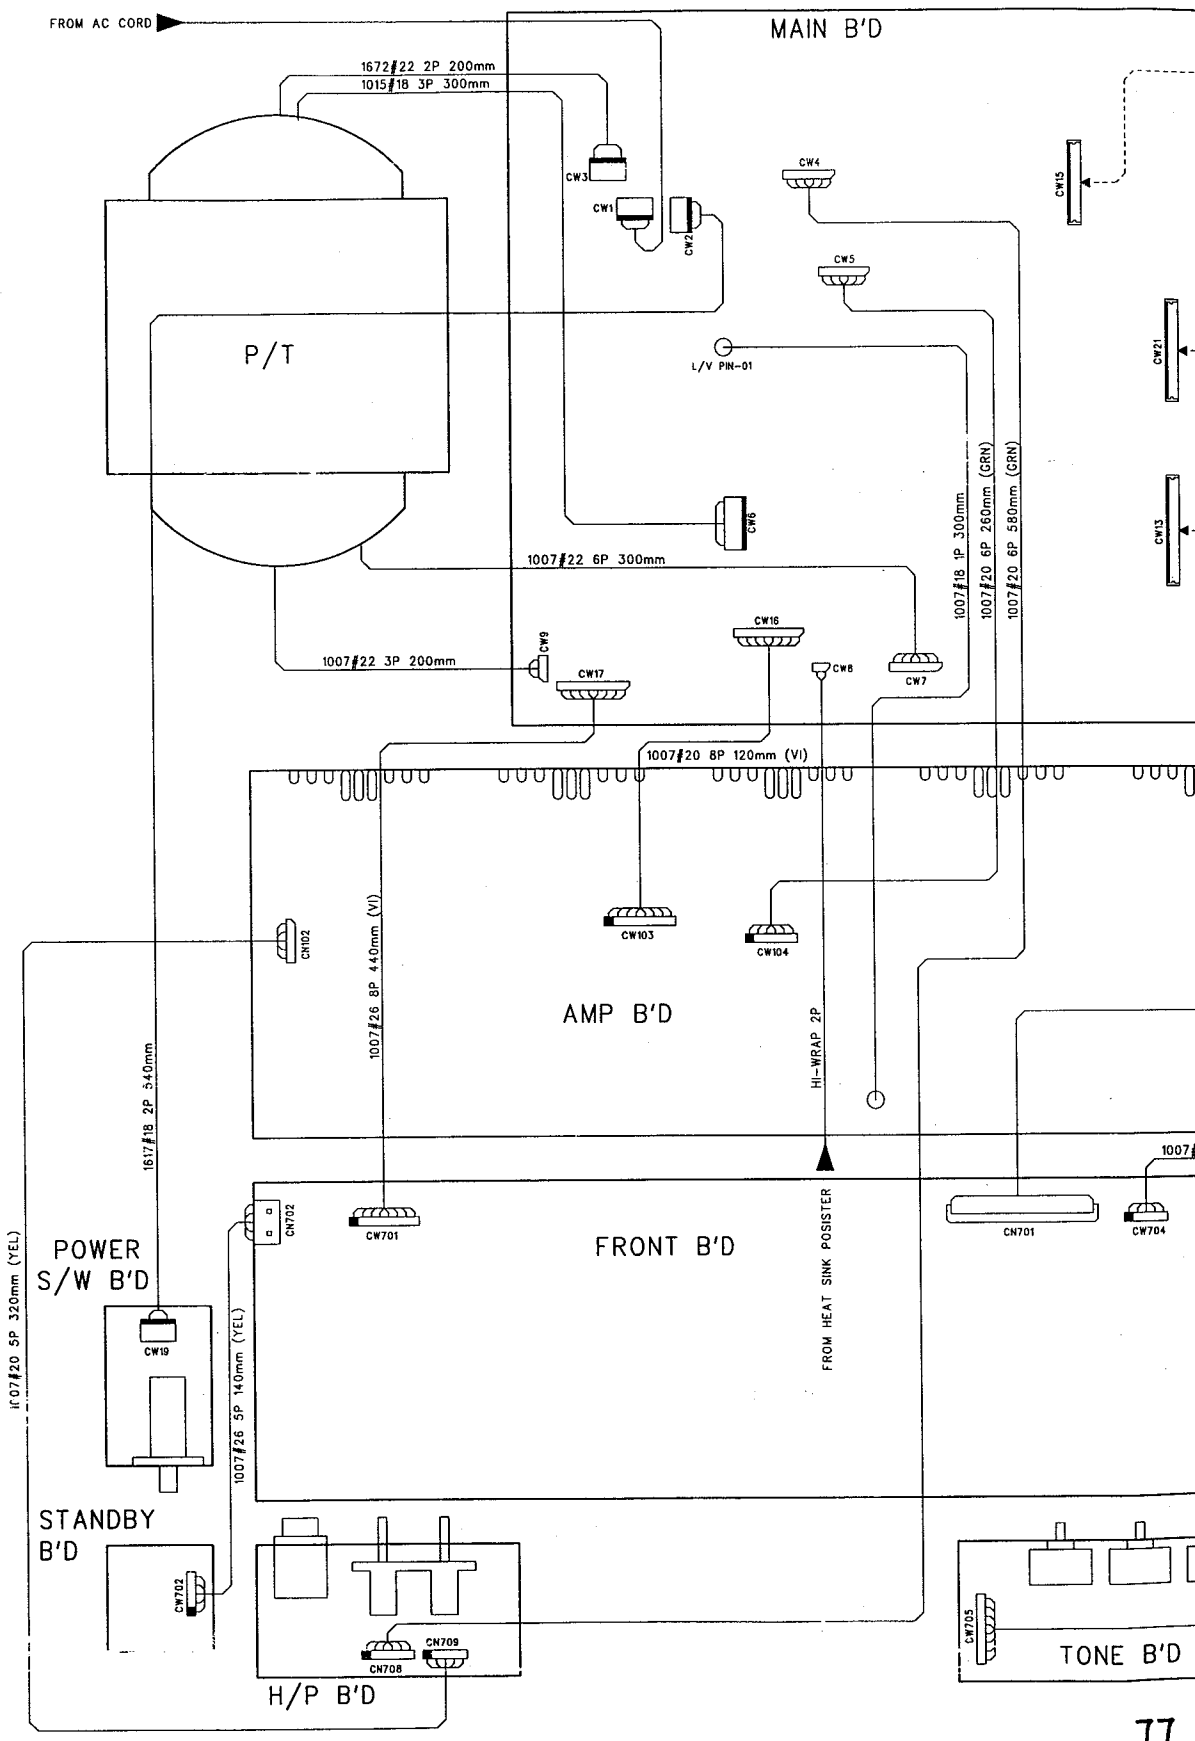 FROM AC CORD
MAIN B'D
1672#22 2P 200mm
1015#18 3P 300mm
CW3
CW1
CW2
CW4
CW15
CW5
P/T
L/V PIN-01
CW21
1007#18 1P 300mm
1007#20 6P 260mm (GRN)
1007#20 6P 580mm (GRN)
CW6
CW13
1007#22 6P 300mm
CW16
CW9
1007#22 3P 200mm
CW17
CW8
CW7
1007#20 8P 120mm (VI)
1007#26 8P 440mm (VI)
CN102
CW103
CW104
AMP B'D
HI-WRAP 2P
1617#18 2P 540mm
1007#
CN702
CW701
FRONT B'D
FROM HEAT SINK POSISTER
CN701
CW704
POWER
S/W B'D
1007#20 5P 320mm (YEL)
CW19
1007#26 5P 140mm (YEL)
STANDBY
B'D
CW702
CN708
CN709
H/P B'D
CW705
TONE B'D
77